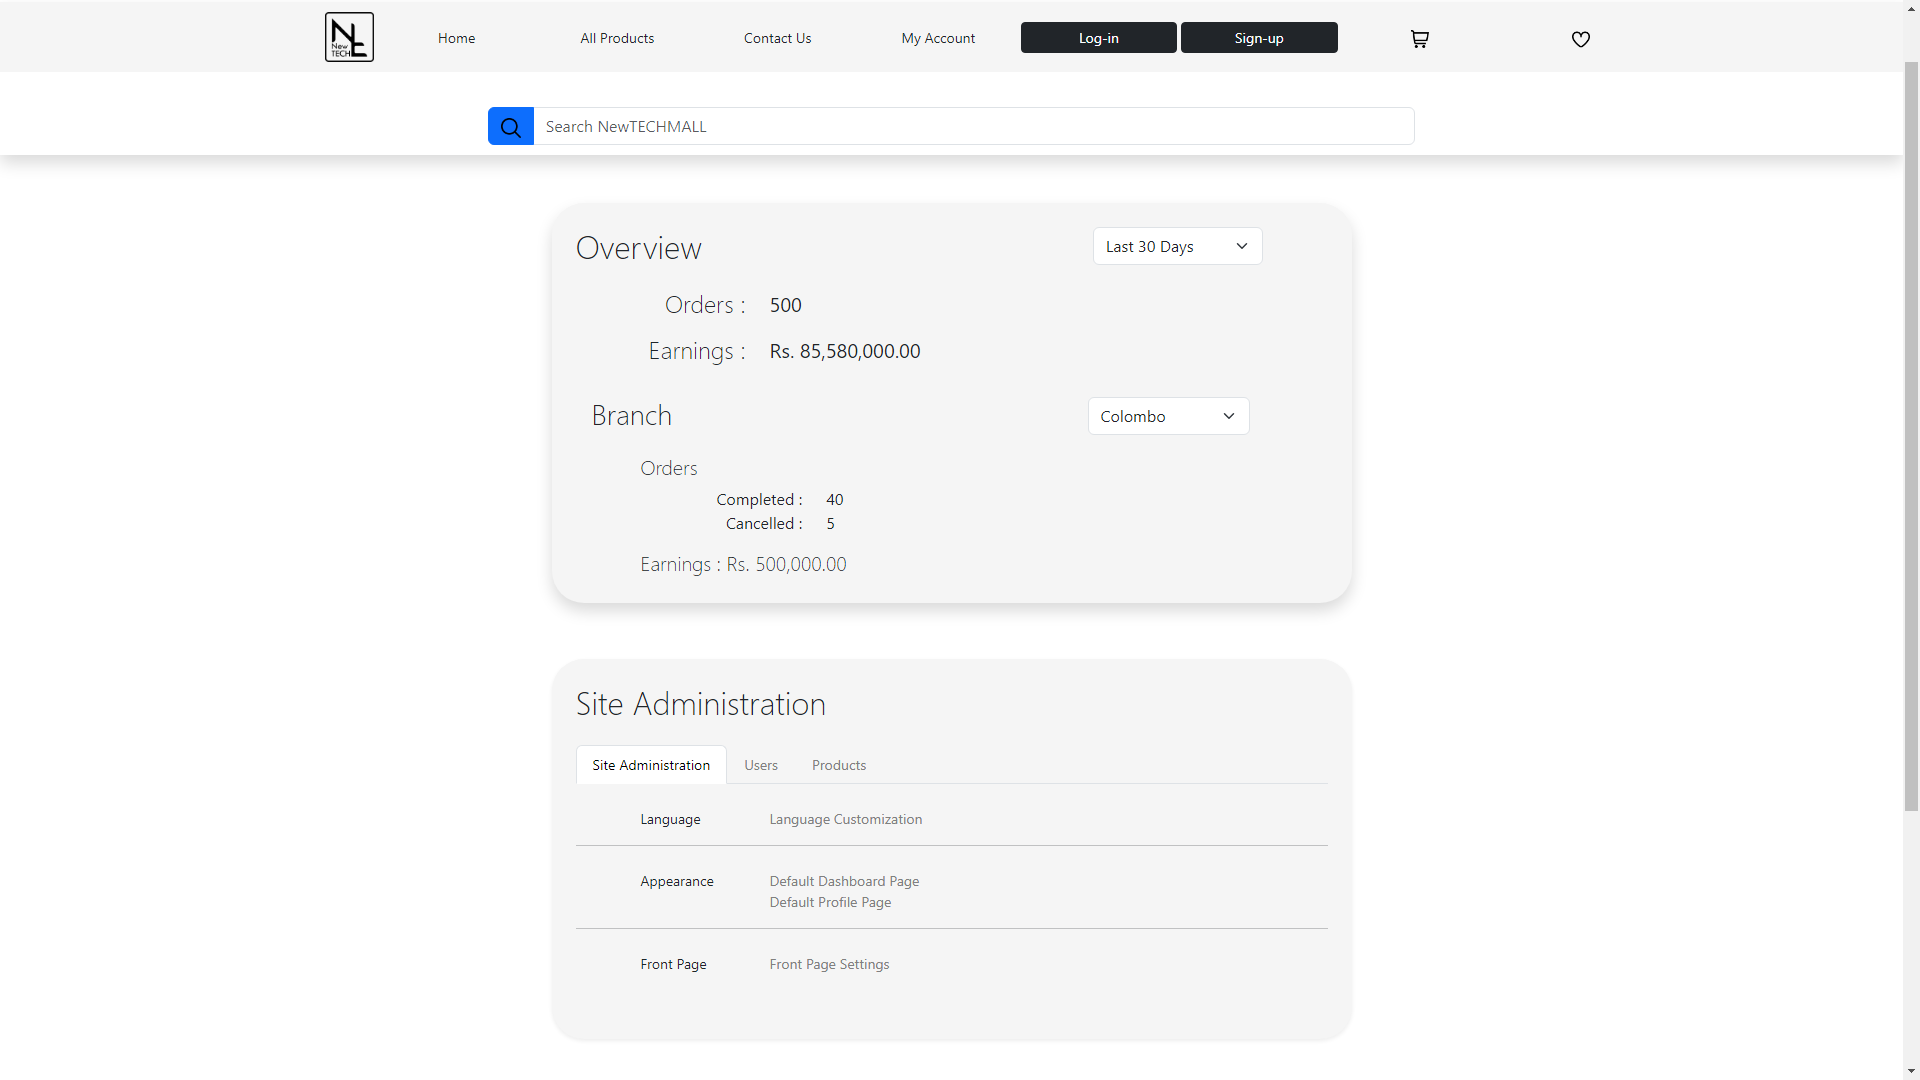 New
TECH
Home
All Products
Contact Us
My Account
Log-in
Sign-up
Search NewTECHMALL
Overview
Last 30 Days
Orders : 500
Earnings : Rs. 85,580,000.00
Branch
Colombo
Orders
Completed : 40
Cancelled : 5
Earnings : Rs. 500,000.00
Site Administration
Site Administration
Users
Products
Language
Language Customization
Appearance
Default Dashboard Page
Default Profile Page
Front Page
Front Page Settings